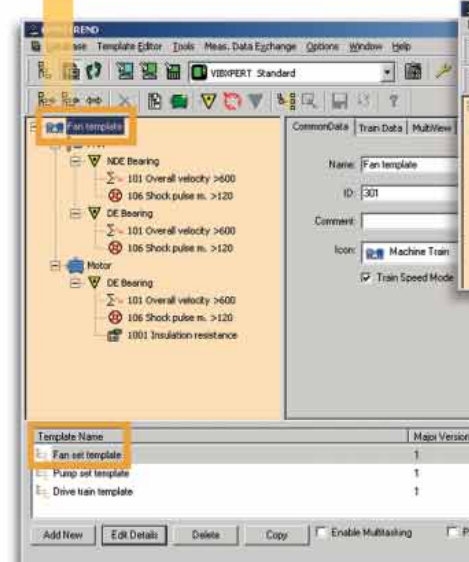 Template Editor Tools Meas. Data Exchange Options Window Help
VIBXPERT Standard
Fan template
NDE Bearing
101 Overall velocity >600
106 Shock pulse m. >120
DE Bearing
101 Overall velocity >600
106 Shock pulse m. >120
Motor
DE Bearing
101 Overall velocity >600
106 Shock pulse m. >120
1001 Insulation resistance
CommonData Train Data MultiView
Name: Fan template
ID: 301
Comment:
Icon: Machine Train
Train Speed Mode
Template Name Major Version
Fan set template 1
Pump set template 1
Drive train template 1
Add New Edit Details Delete Copy Enable Multitasking P